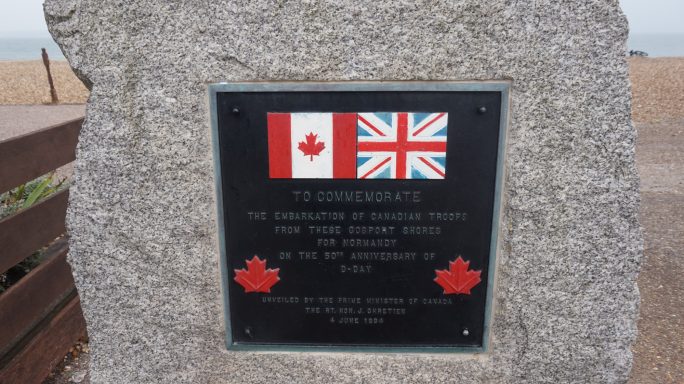 TO COMMEMORATE
THE EMBARKATION OF CANADIAN TROOPS
FROM THESE GOSPORT SHORES
FOR NORMANDY
ON THE 50TH ANNIVERSARY OF
D-DAY
UNVEILED BY THE PRIME MINISTER OF CANADA
THE RT. HON. J. CHRETIEN
4 JUNE 1994